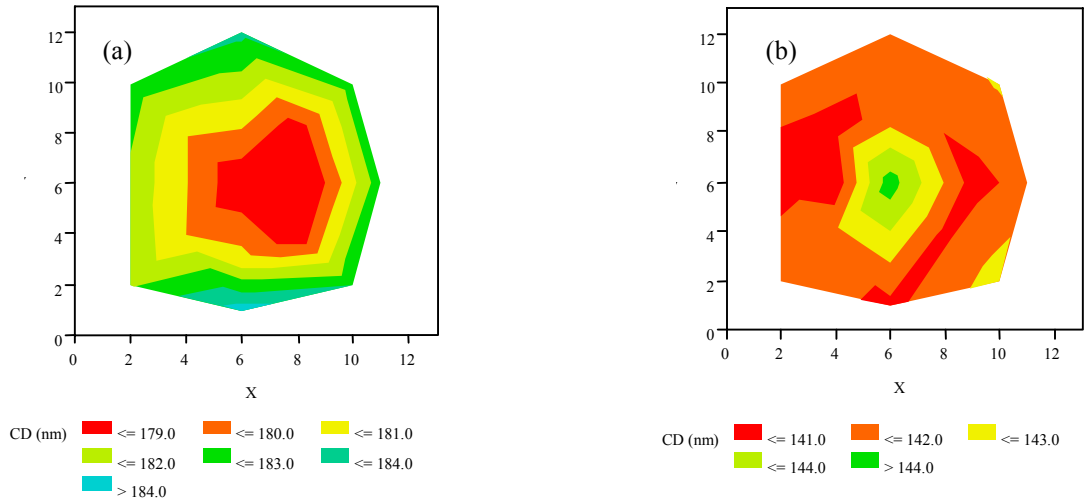 (a)
12
10
8
6
4
2
0
0 2 4 6 8 10 12
X
CD (nm) <= 179.0 <= 180.0 <= 181.0
<= 182.0 <= 183.0 <= 184.0
> 184.0
(b)
12
10
8
6
4
2
0
0 2 4 6 8 10 12
X
CD (nm) <= 141.0 <= 142.0 <= 143.0
<= 144.0 > 144.0